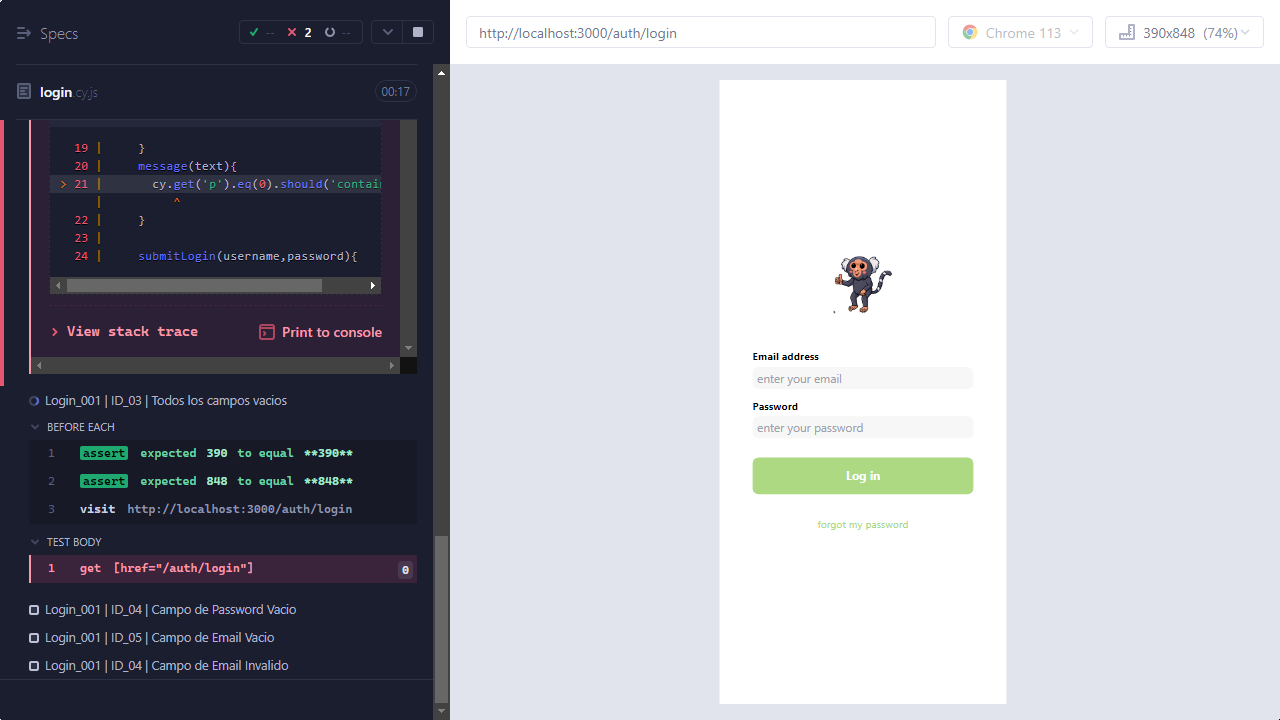 Specs
-- 2 --
login.cy.js 00:17
19 | }
20 | message(text){
> 21 | cy.get('p').eq(0).should('contai
| ^
22 | }
23 |
24 | submitLogin(username,password){
View stack trace Print to console
Login_001 | ID_03 | Todos los campos vacios
BEFORE EACH
1 assert expected 390 to equal **390**
2 assert expected 848 to equal **848**
3 visit http://localhost:3000/auth/login
TEST BODY
1 get [href="/auth/login"] 0
Login_001 | ID_04 | Campo de Password Vacio
Login_001 | ID_05 | Campo de Email Vacio
Login_001 | ID_04 | Campo de Email Invalido
http://localhost:3000/auth/login Chrome 113 390x848 (74%)
Email address
enter your email
Password
enter your password
Log in
forgot my password